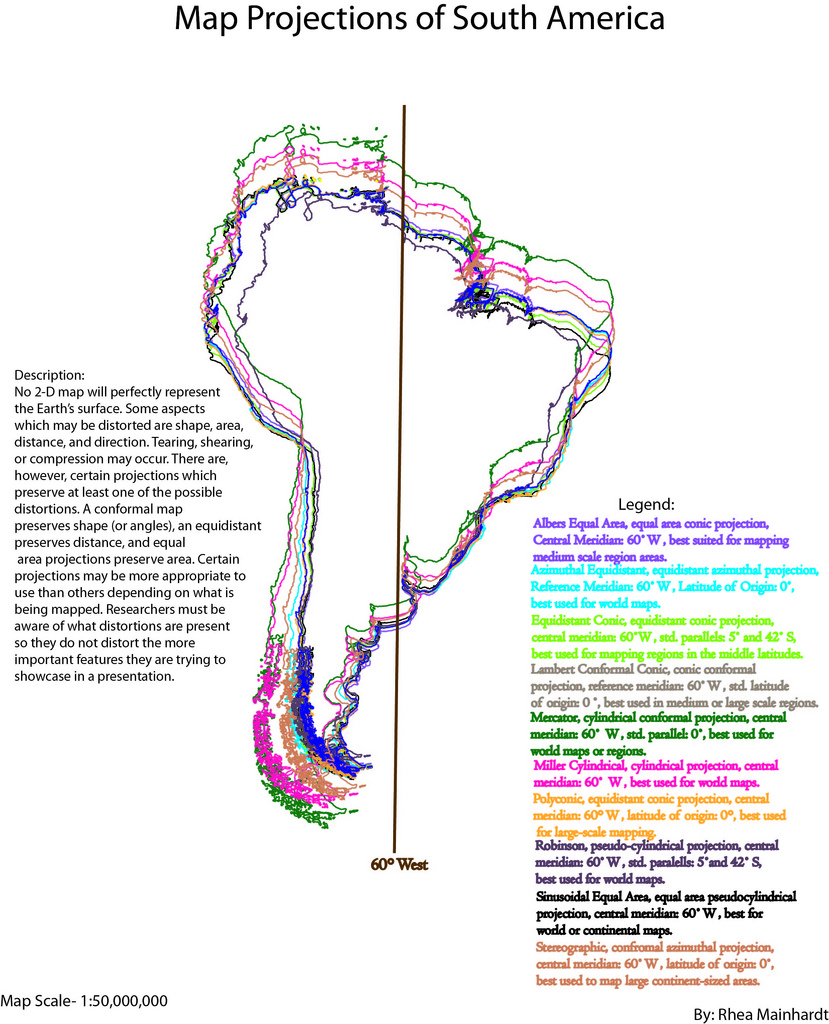 Map Projections of South America
Description:
No 2-D map will perfectly represent
the Earth's surface. Some aspects
which may be distorted are shape, area,
distance, and direction. Tearing, shearing,
or compression may occur. There are,
however, certain projections which
preserve at least one of the possible
distortions. A conformal map
preserves shape (or angles), an equidistant
preserves distance, and equal
area projections preserve area. Certain
projections may be more appropriate to
use than others depending on what is
being mapped. Researchers must be
aware of what distortions are present
so they do not distort the more
important features they are trying to
showcase in a presentation.
60° West
Legend:
Albers Equal Area, equal area conic projection,
Central Meridian: 60° W, best suited for mapping
medium scale region areas.
Azimuthal Equidistant, equidistant azimuthal projection,
Reference Meridian: 60° W, Latitude of Origin: 0°,
best used for world maps.
Equidistant Conic, equidistant conic projection,
central meridian: 60°W, std. parallels: 5° and 42° S,
best used for mapping regions in the middle latitudes.
Lambert Conformal Conic, conic conformal
projection, reference meridian: 60° W, std. latitude
of origin: 0 °, best used in medium or large scale regions.
Mercator, cylindrical conformal projection, central
meridian: 60° W, std. parallel: 0°, best used for
world maps or regions.
Miller Cylindrical, cylindrical projection, central
meridian: 60° W, best used for world maps.
Polyconic, equidistant conic projection, central
meridian: 60° W, latitude of origin: 0°, best used
for large-scale mapping.
Robinson, pseudo-cylindrical projection, central
meridian: 60° W, std. paralells: 5°and 42° S,
best used for world maps.
Sinusoidal Equal Area, equal area pseudocylindrical
projection, central meridian: 60° W, best for
world or continental maps.
Stereographic, confromal azimuthal projection,
central meridian: 60° W, latitude of origin: 0°,
best used to map large continent-sized areas.
Map Scale- 1:50,000,000
By: Rhea Mainhardt